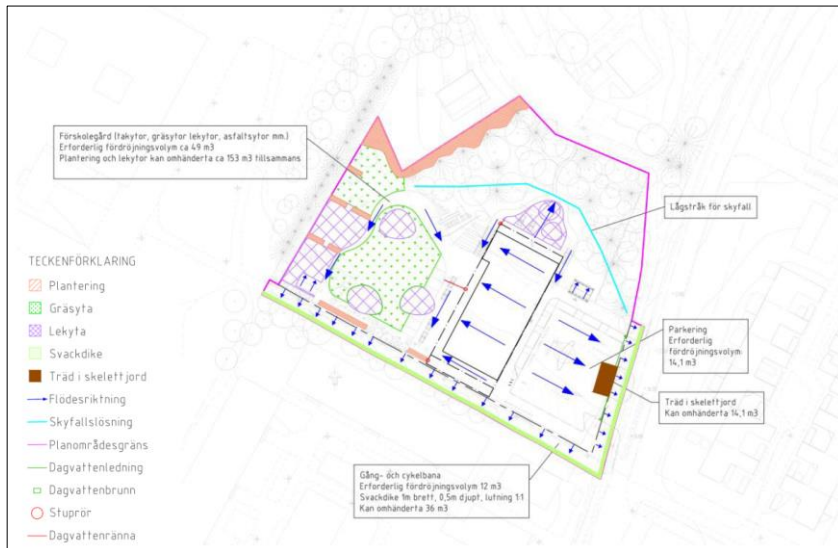 Förskolegård (takytor, gräsytor lekytor, asfaltsytor mm.)
Erforderlig fördröjningsvolym ca 49 m3
Plantering och lekytor kan omhänderta ca 153 m3 tillsammans
Lågstråk för skyfall
TECKENFÖRKLARING
Plantering
Gräsyta
Lekyta
Svackdike
Träd i skelettjord
Flödesriktning
Skyfallslösning
Planområdesgräns
Dagvattenledning
Dagvattenbrunn
Stuprör
Dagvattenränna
Parkering
Erforderlig
fördröjningsvolym:
14,1 m3
Träd i skelettjord
Kan omhänderta 14,1 m3
Gång- och cykelbana
Erforderlig fördröjningsvolym 12 m3
Svackdike 1m brett, 0,5m djupt, lutning 1:1
Kan omhänderta 36 m3